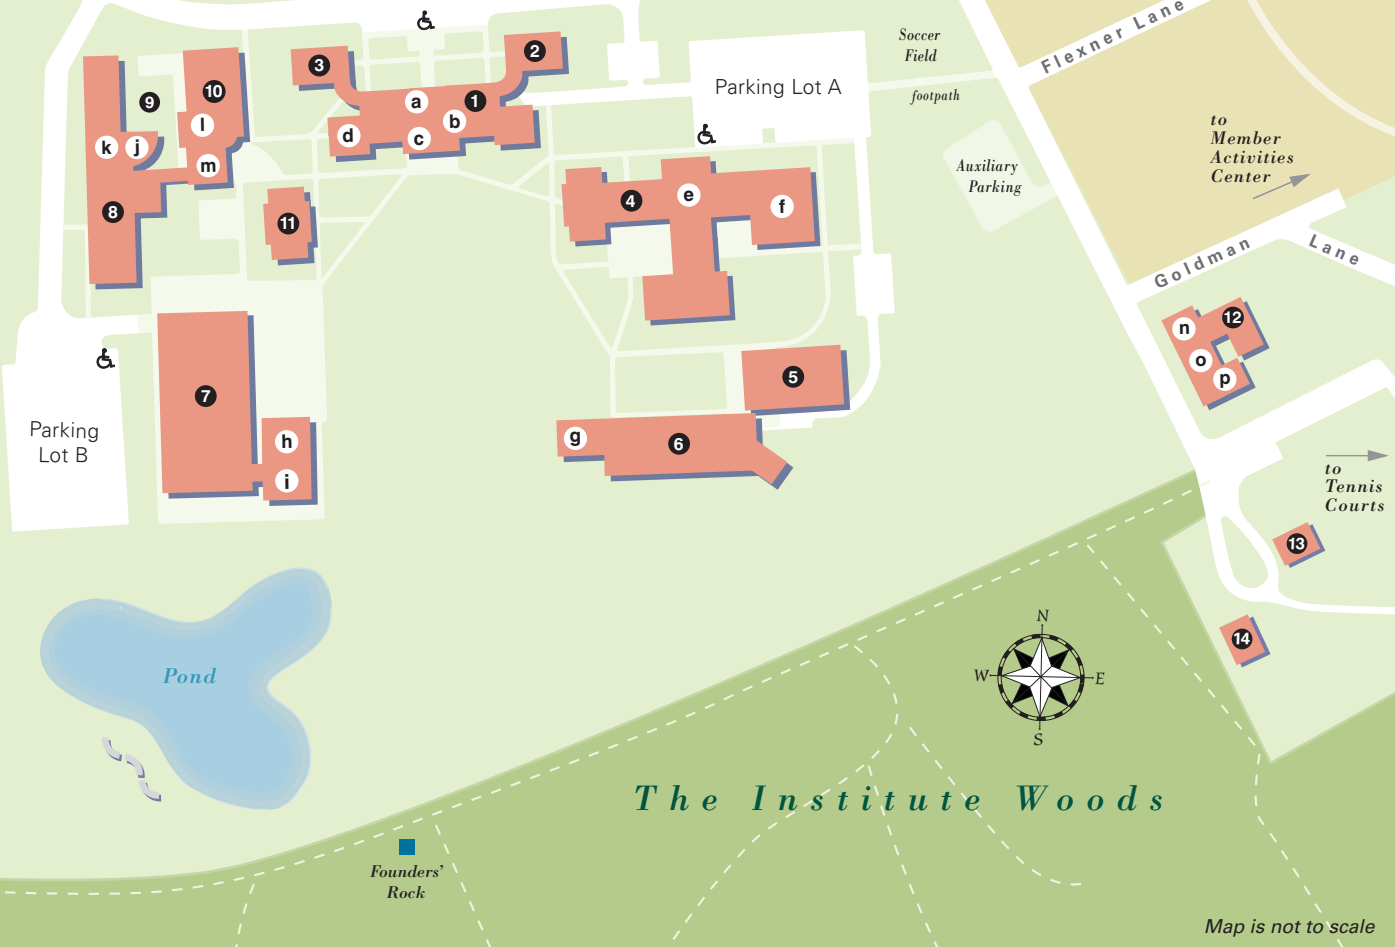 Flexner Lane
Soccer
Field
2
3
Parking Lot A
10
9
a
1
footpath
b
l
to
Member
Activities
Center
d
c
k
j
m
Auxiliary
Parking
e
4
f
8
11
Goldman
Lane
12
n
o
p
5
7
Parking
Lot B
g
6
h
i
to
Tennis
Courts
13
N
W
E
S
14
Pond
The Institute Woods
Founders'
Rock
Map is not to scale